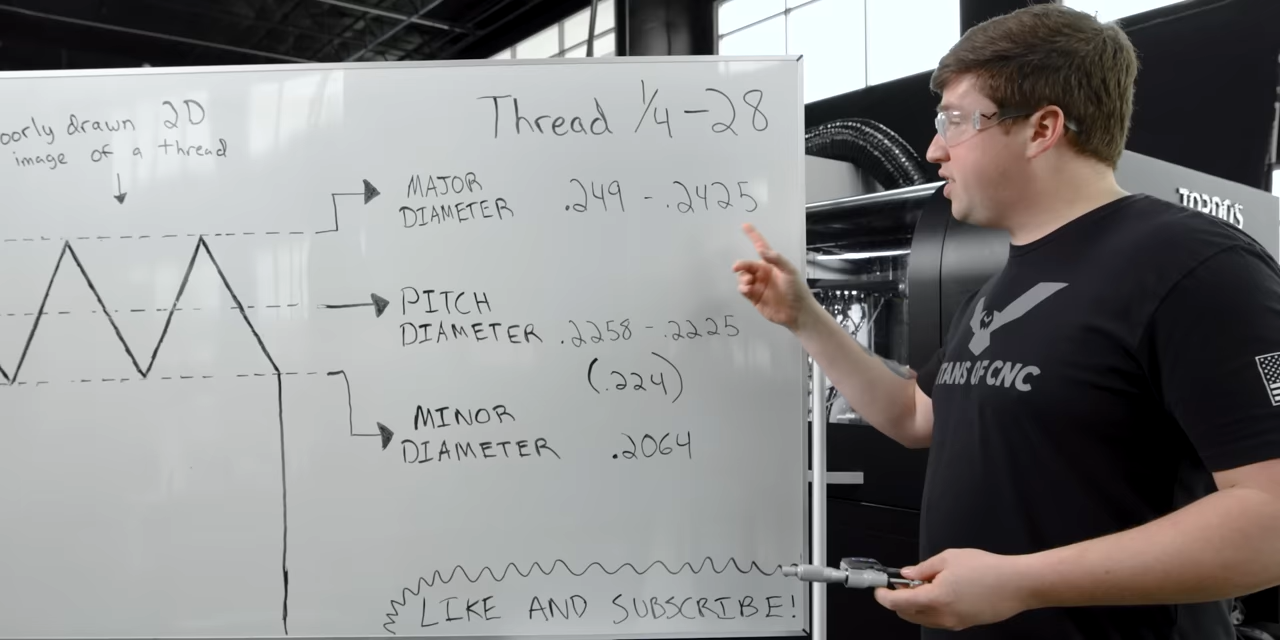 oorly drawn 2D
image of a thread
Thread 1/4-28
MAJOR
DIAMETER .249 - .2425
PITCH
DIAMETER .2258 - .2225
(.224)
MINOR
DIAMETER .2064
LIKE AND SUBSCRIBE!
TORNOS
TANS OF CNC